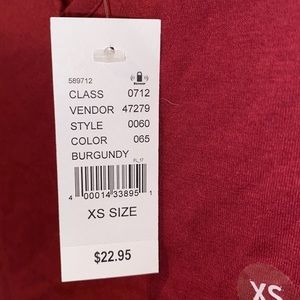 589712
CLASS 0712
VENDOR 47279
STYLE 0060
COLOR 065
BURGUNDY
FL_17
4 00014 33895 1
XS SIZE
$22.95
XS